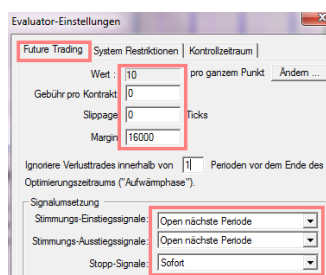 Evaluator-Einstellungen
Future Trading System Restriktionen Kontrollzeitraum
Wert : 10 pro ganzem Punkt Ändern ...
Gebühr pro Kontrakt 0
Slippage 0 Ticks
Margin 16000
Ignoriere Verlusttrades innerhalb von 1 Perioden vor dem Ende des
Optimierungszeitraums ("Aufwärmphase").
Signalumsetzung
Stimmungs-Einstiegssignale: Open nächste Periode
Stimmungs-Ausstiegssignale: Open nächste Periode
Stopp-Signale: Sofort